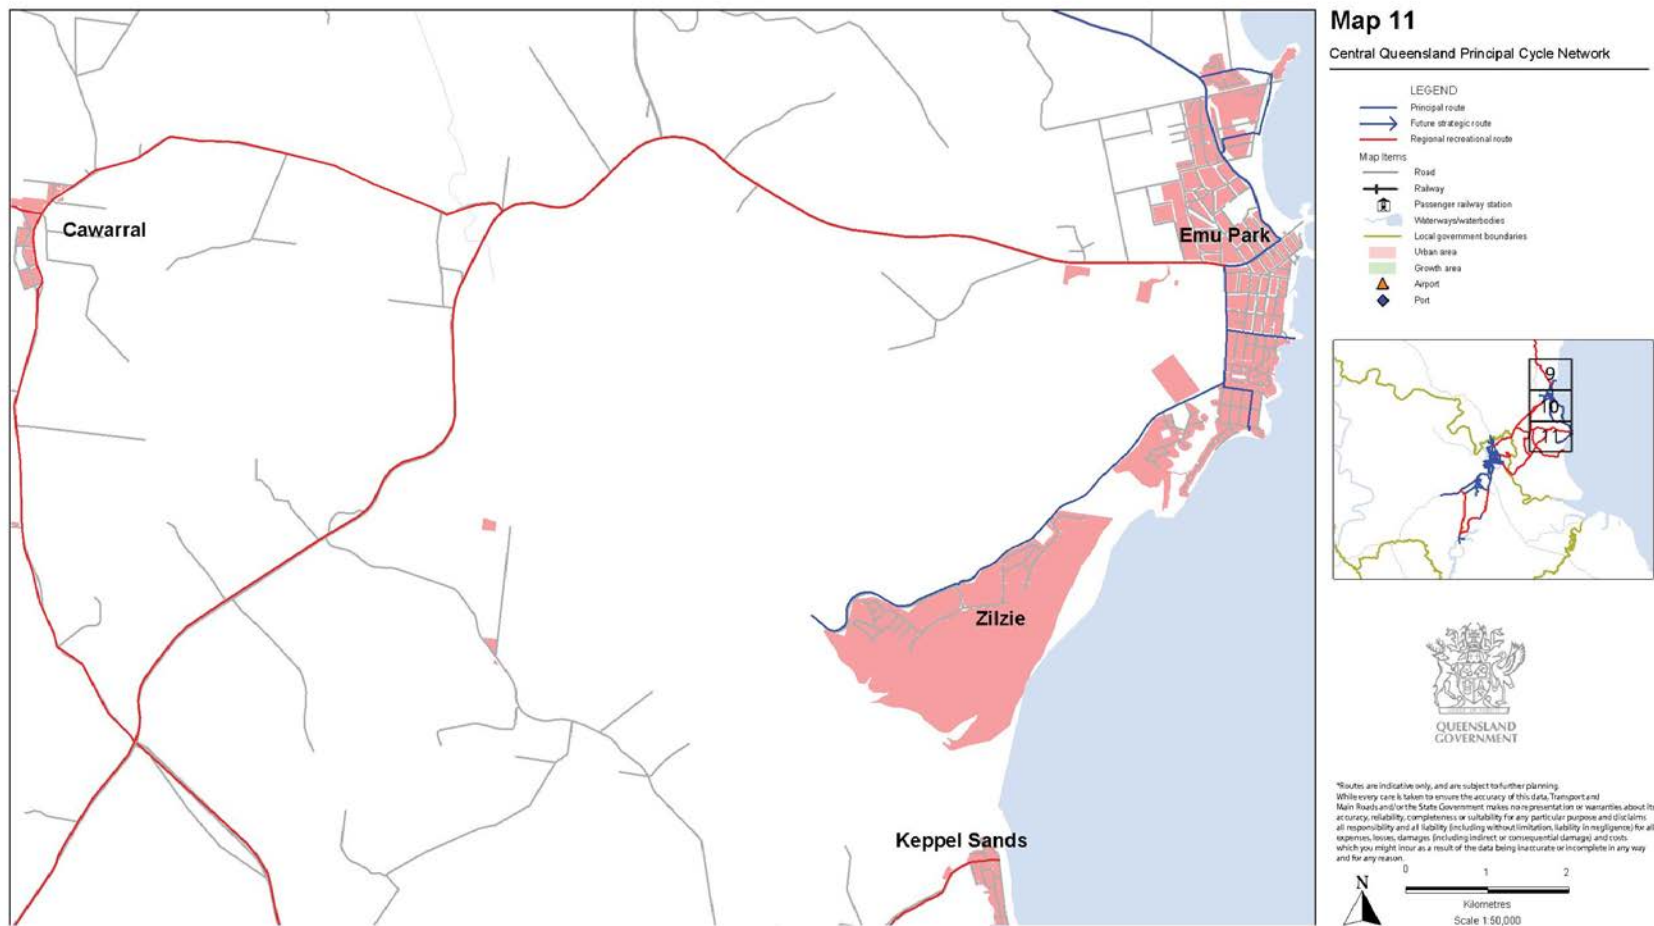 Map 11
Central Queensland Principal Cycle Network
LEGEND
Principal route
Future strategic route
Regional recreational route
Map Items
Road
Railway
Passenger railway station
Waterways/waterbodies
Local government boundaries
Urban area
Growth area
Airport
Port
Cawarral
Emu Park
Zilzie
Keppel Sands
9
10
11
QUEENSLAND
GOVERNMENT
*Routes are indicative only, and are subject to further planning.
While every care is taken to ensure the accuracy of this data, Transport and
Main Roads and/or the State Government makes no representation or warranties about its
accuracy, reliability, completeness or suitability for any particular purpose and disclaims
all responsibility and all liability (including without limitation, liability in negligence) for all
expenses, losses, damages (including indirect or consequential damage) and costs
which you might incur as a result of the data being inaccurate or incomplete in any way
and for any reason.
N
0 1 2
Kilometres
Scale 1:50,000